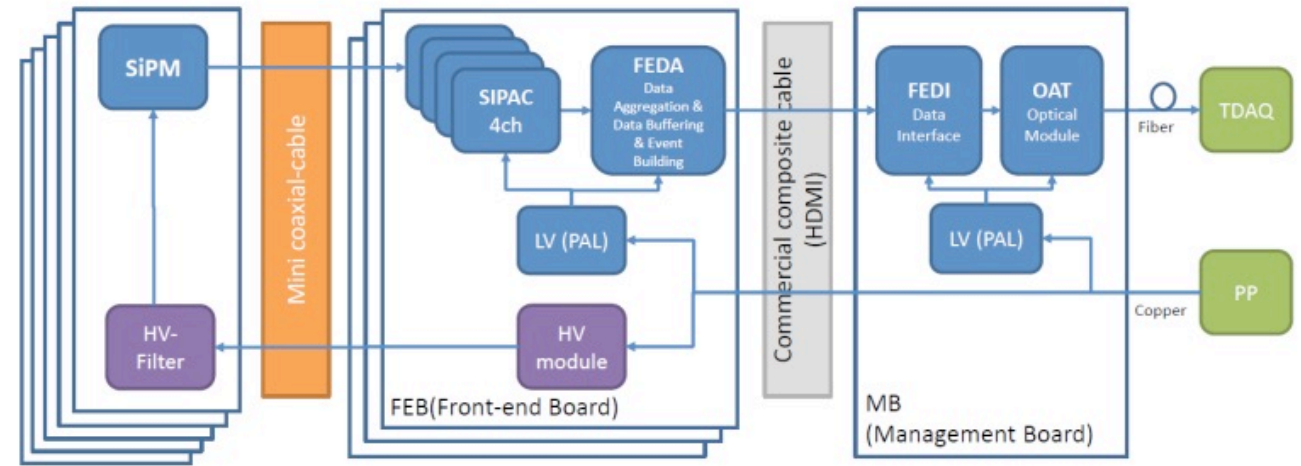 SiPM
HV-
Filter
Mini coaxial-cable
SIPAC
4ch
FEDA
Data
Aggregation &
Data Buffering
& Event
Building
LV (PAL)
HV
module
FEB(Front-end Board)
Commercial composite cable
(HDMI)
FEDI
Data
Interface
OAT
Optical
Module
LV (PAL)
MB
(Management Board)
Fiber
TDAQ
Copper
PP